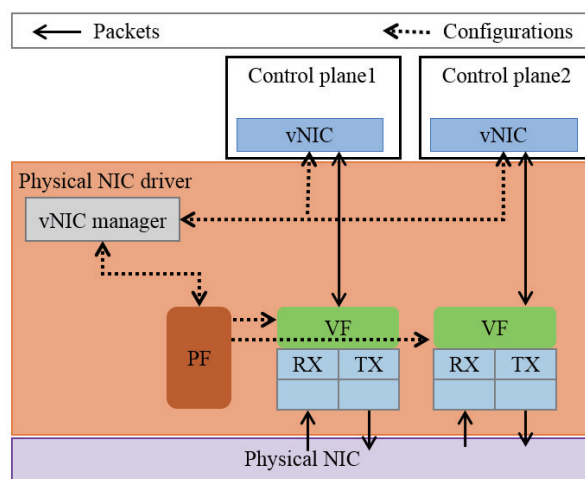 Packets
Configurations
Control plane1
Control plane2
vNIC
vNIC
Physical NIC driver
vNIC manager
PF
VF
VF
RX
TX
RX
TX
Physical NIC